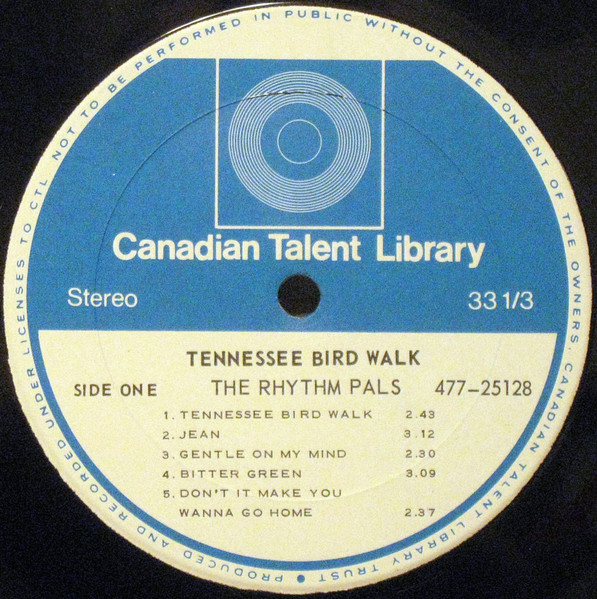 NOT TO BE PERFORMED IN PUBLIC WITHOUT THE CONSENT OF THE OWNERS, CANADIAN TALENT LIBRARY TRUST • PRODUCED AND RECORDED UNDER LICENSES TO CTL
Canadian Talent Library
Stereo 33 1/3
TENNESSEE BIRD WALK
SIDE ONE THE RHYTHM PALS 477-25128
1. TENNESSEE BIRD WALK 2.43
2. JEAN 3.12
3. GENTLE ON MY MIND 2.30
4. BITTER GREEN 3.09
5. DON'T IT MAKE YOU
WANNA GO HOME 2.37